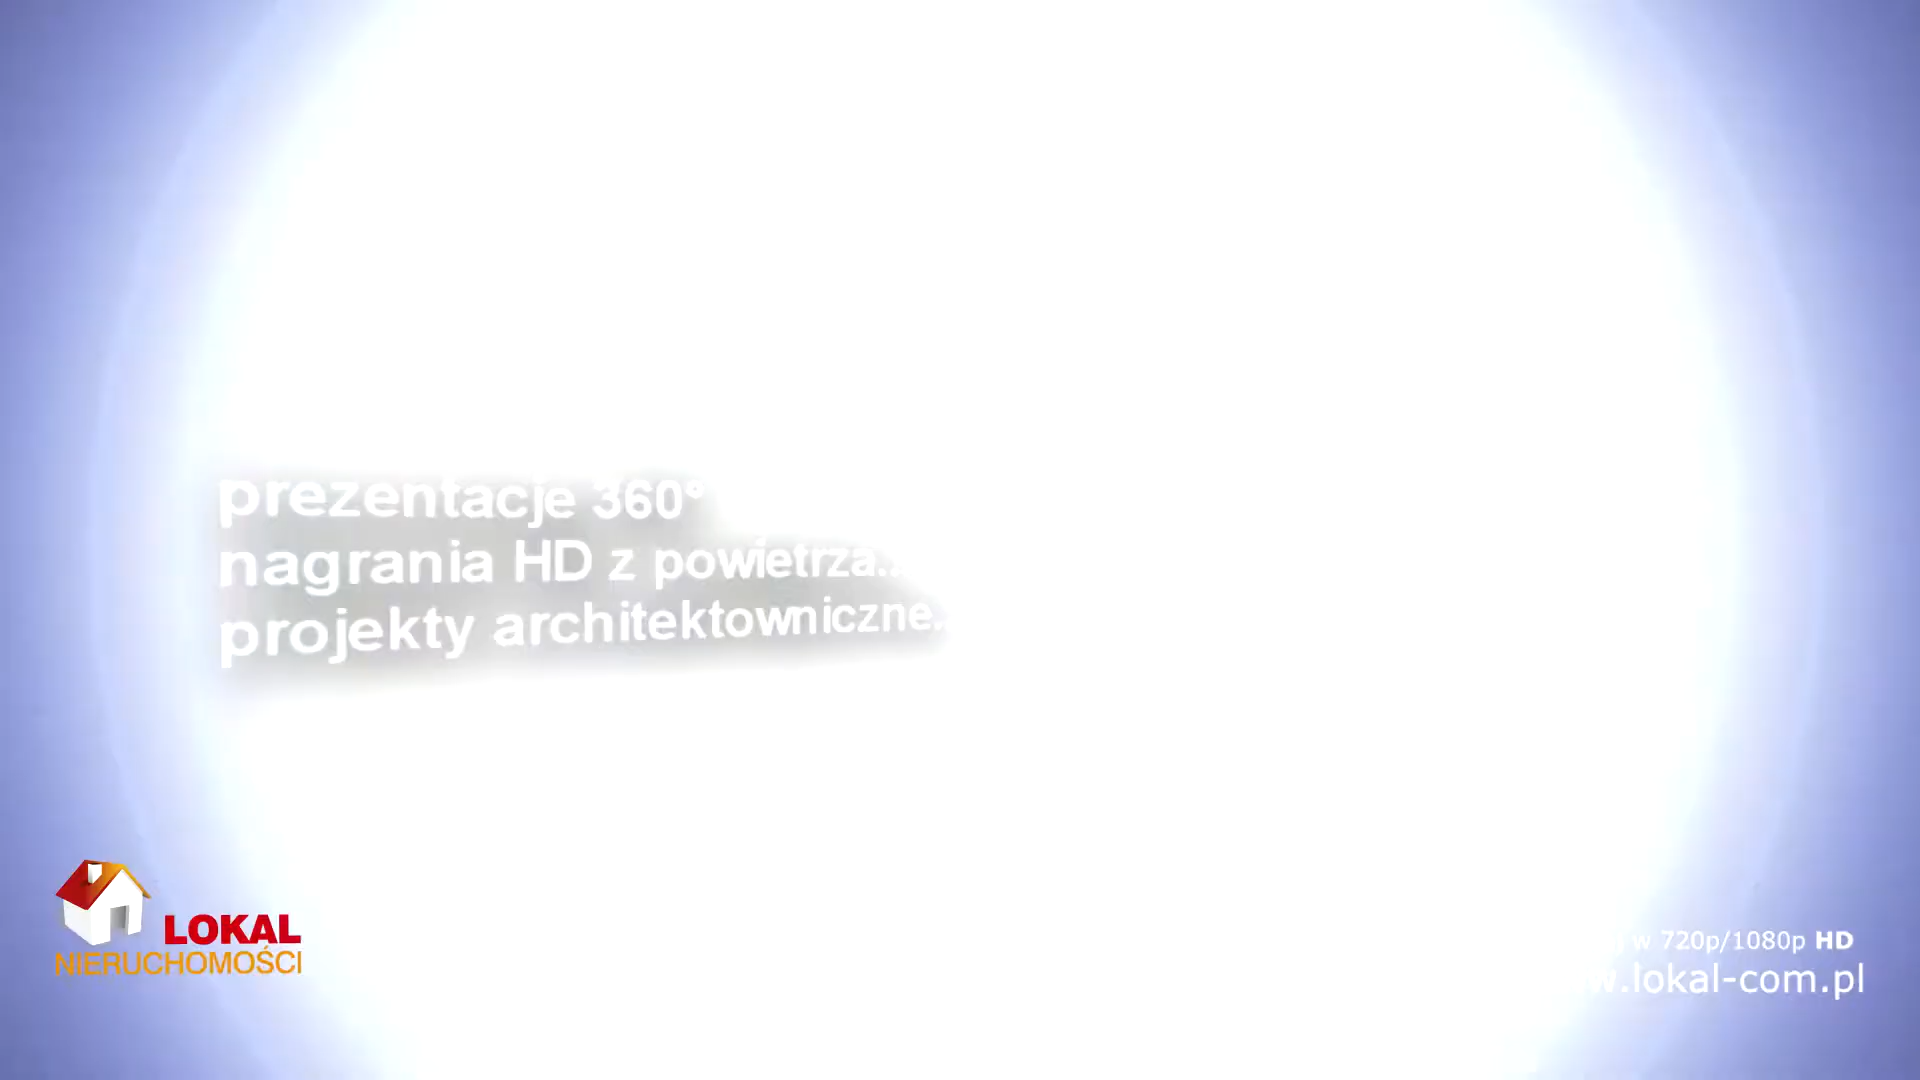 prezentacje 360°
nagrania HD z powietrza...
projekty architektowniczne..
LOKAL
NIERUCHOMOŚCI
w 720p/1080p HD
w.lokal-com.pl